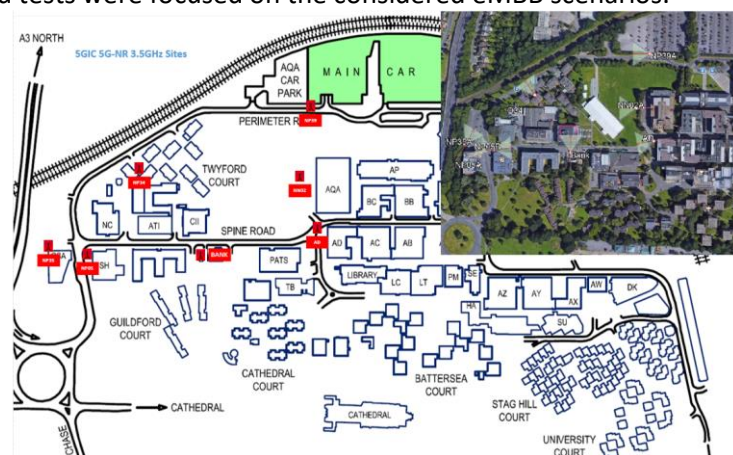 d tests were focused on the considered eMBB scenarios.
A3 NORTH
5GIC 5G-NR 3.5GHz Sites
AQA
CAR
PARK
MAIN CAR
PERIMETER R
TWYFORD
COURT
AQA
AP
BC
BB
NC
ATI
CII
SPINE ROAD
AD
AD
AC
AB
SH
BANK
PATS
TB
LIBRARY
LC
LT
PM
SE
HA
AZ
AY
AX
AW
DK
SU
GUILDFORD
COURT
CATHEDRAL
COURT
BATTERSEA
COURT
STAG HILL
COURT
CATHEDRAL
CATHEDRAL
UNIVERSITY
COURT
CHASE